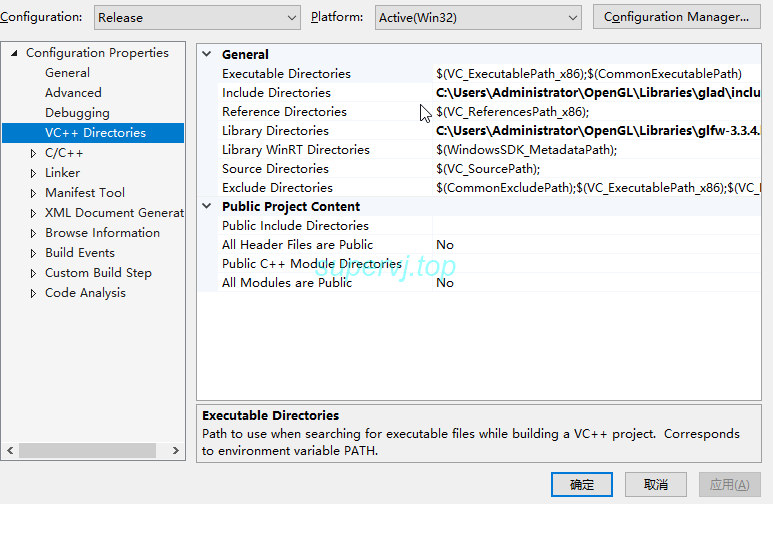 Configuration: Release Platform: Active(Win32) Configuration Manager...
Configuration Properties
General
Advanced
Debugging
VC++ Directories
C/C++
Linker
Manifest Tool
XML Document Generat
Browse Information
Build Events
Custom Build Step
Code Analysis
General
Executable Directories $(VC_ExecutablePath_x86);$(CommonExecutablePath)
Include Directories C:\Users\Administrator\OpenGL\Libraries\glad\inclu
Reference Directories $(VC_ReferencesPath_x86);
Library Directories C:\Users\Administrator\OpenGL\Libraries\glfw-3.3.4.
Library WinRT Directories $(WindowsSDK_MetadataPath);
Source Directories $(VC_SourcePath);
Exclude Directories $(CommonExcludePath);$(VC_ExecutablePath_x86);$(VC_
Public Project Content
Public Include Directories
All Header Files are Public No
Public C++ Module Directories
All Modules are Public No
supervj.top
Executable Directories
Path to use when searching for executable files while building a VC++ project. Corresponds
to environment variable PATH.
确定 取消 应用(A)